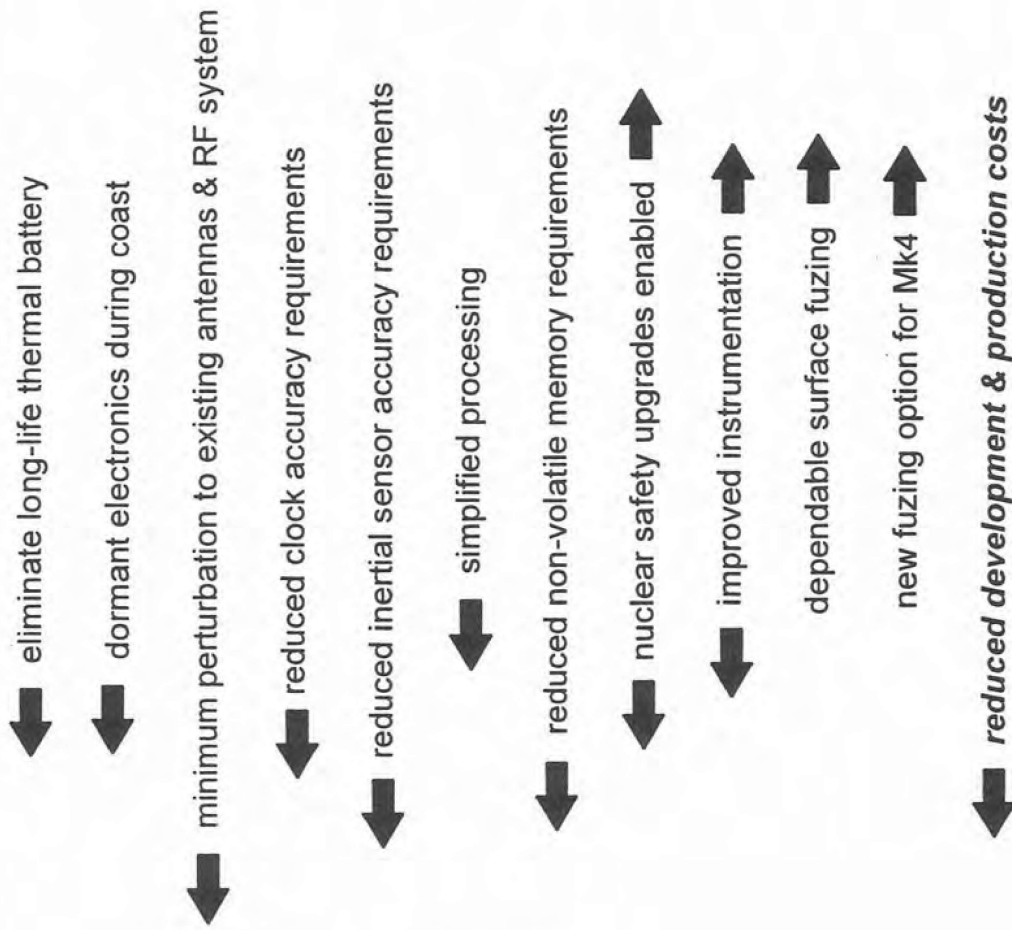 eliminate long-life thermal battery
dormant electronics during coast
minimum perturbation to existing antennas & RF system
reduced clock accuracy requirements
reduced inertial sensor accuracy requirements
simplified processing
reduced non-volatile memory requirements
nuclear safety upgrades enabled
improved instrumentation
dependable surface fuzing
new fuzing option for Mk4
reduced development & production costs